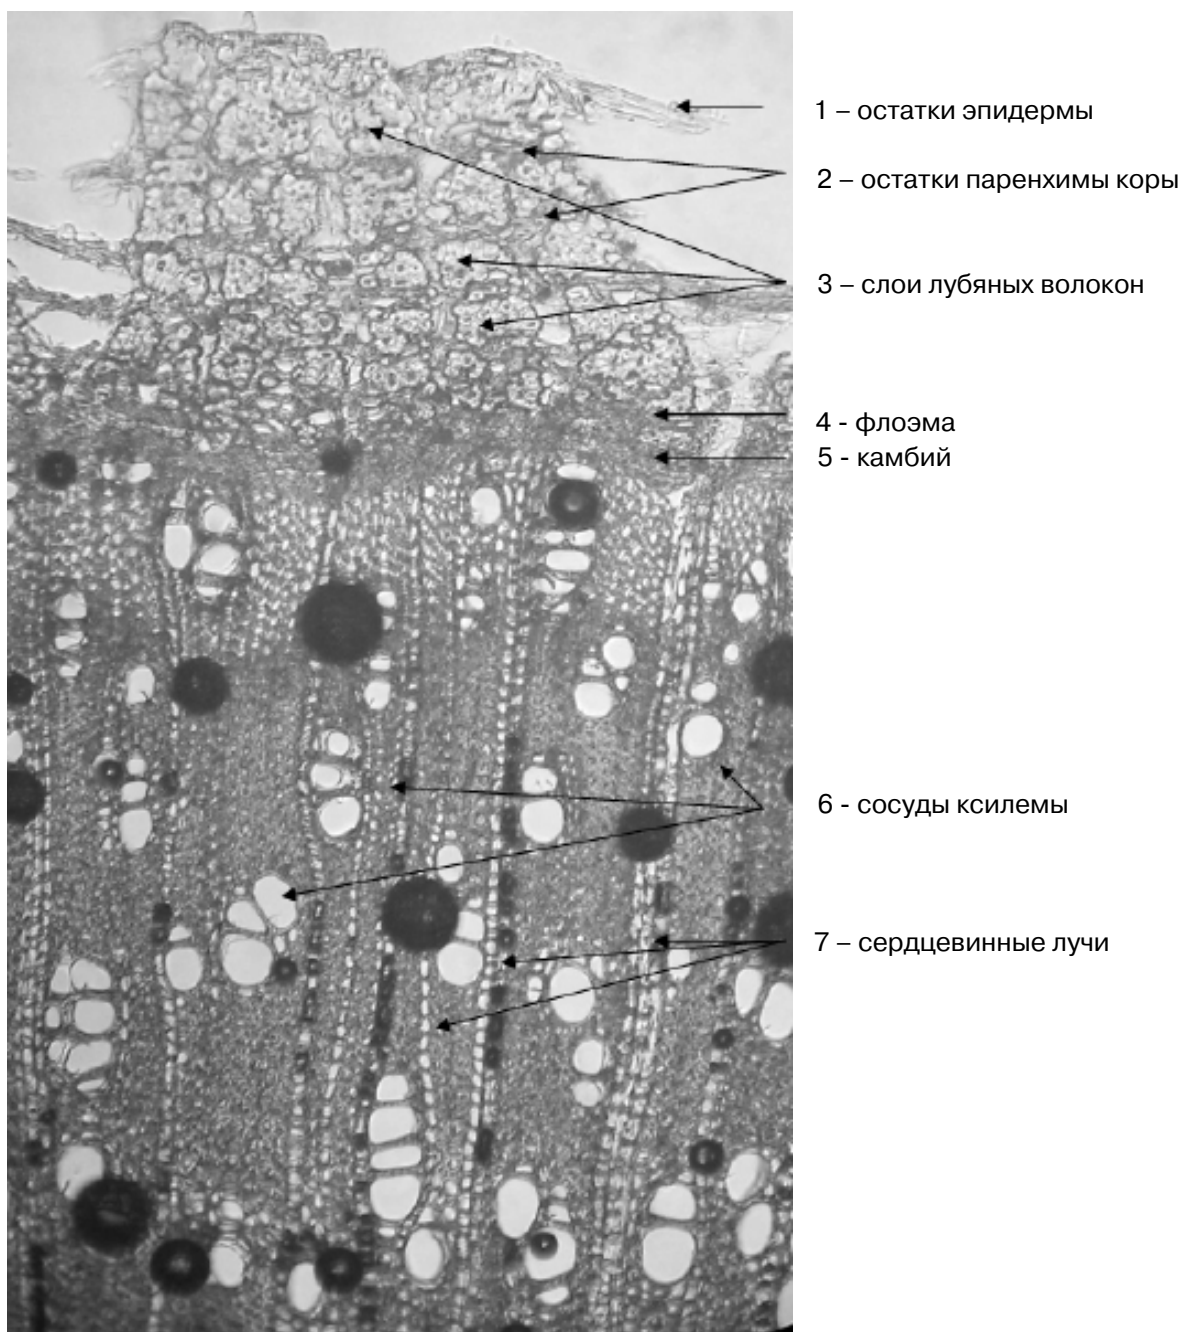 1 – остатки эпидермы
2 – остатки паренхимы коры
3 – слои лубяных волокон
4 - флоэма
5 - камбий
6 - сосуды ксилемы
7 – сердцевинные лучи